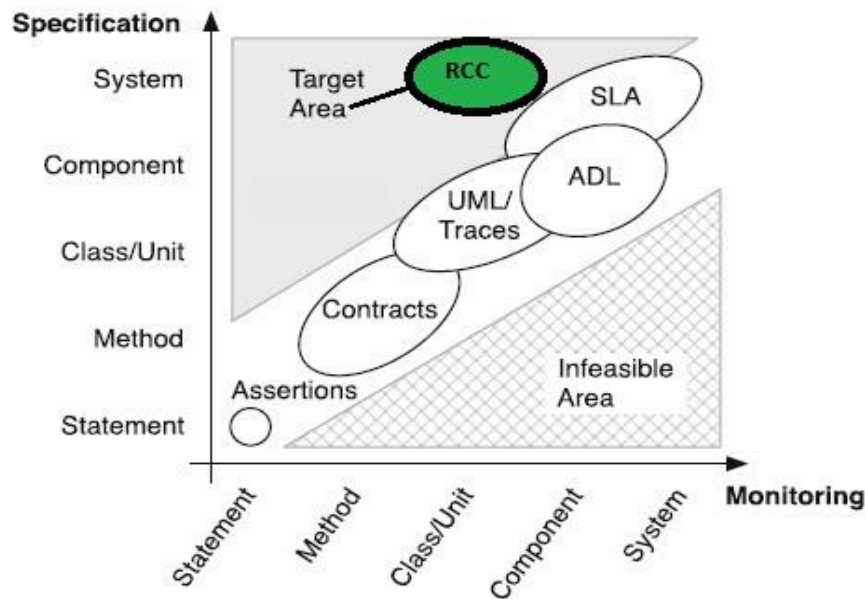 Specification
System
Component
Class/Unit
Method
Statement
Target
Area
RCC
SLA
ADL
UML/
Traces
Contracts
Assertions
Infeasible
Area
Monitoring
Statement
Method
Class/Unit
Component
System